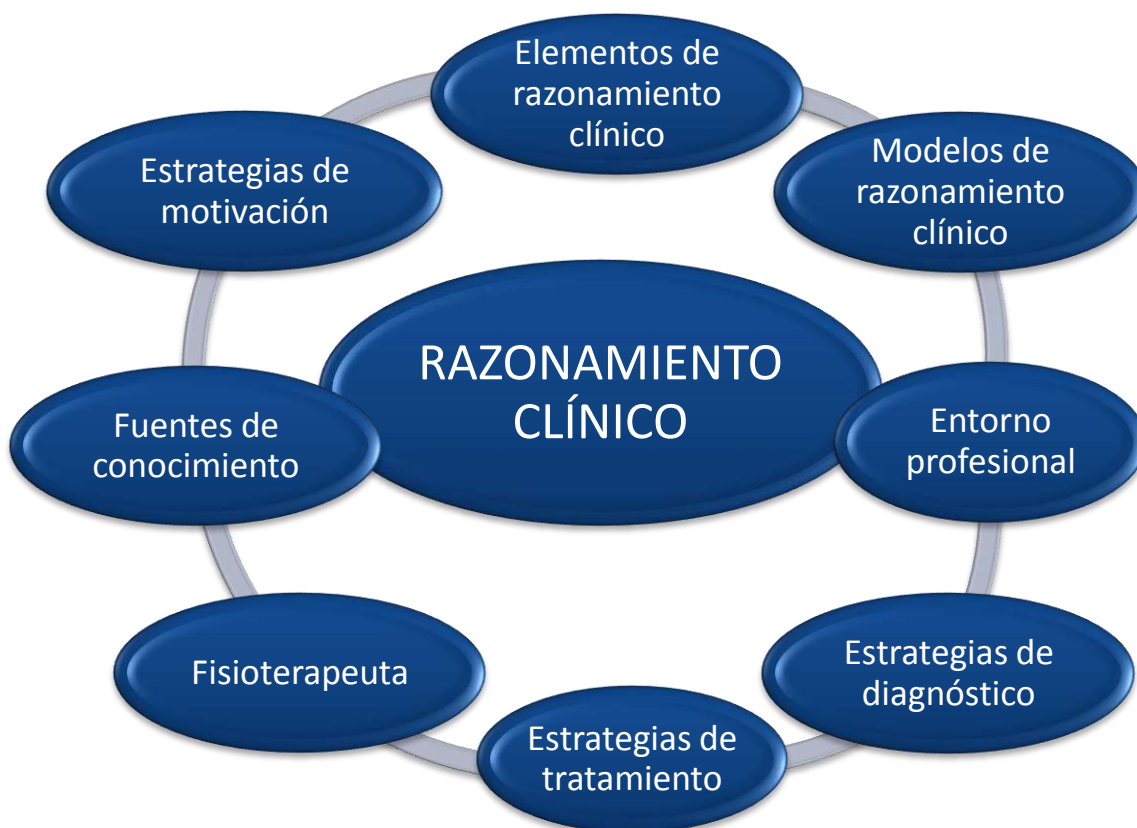 Elementos de
razonamiento
clínico
Modelos de
razonamiento
clínico
Entorno
profesional
Estrategias de
diagnóstico
Estrategias de
tratamiento
Fisioterapeuta
Fuentes de
conocimiento
Estrategias de
motivación
RAZONAMIENTO
CLÍNICO